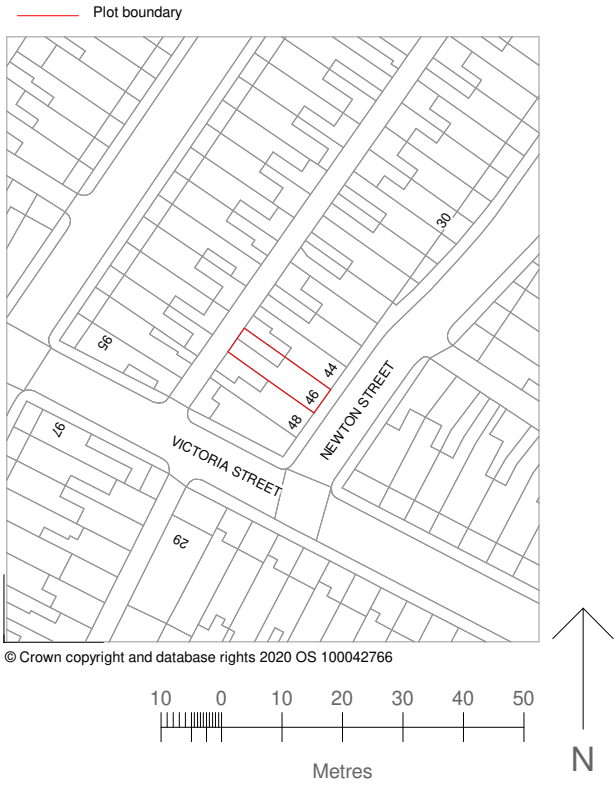 Plot boundary
30
95
44
46
48
NEWTON STREET
97
VICTORIA STREET
29
© Crown copyright and database rights 2020 OS 100042766
10 0 10 20 30 40 50
Metres
N